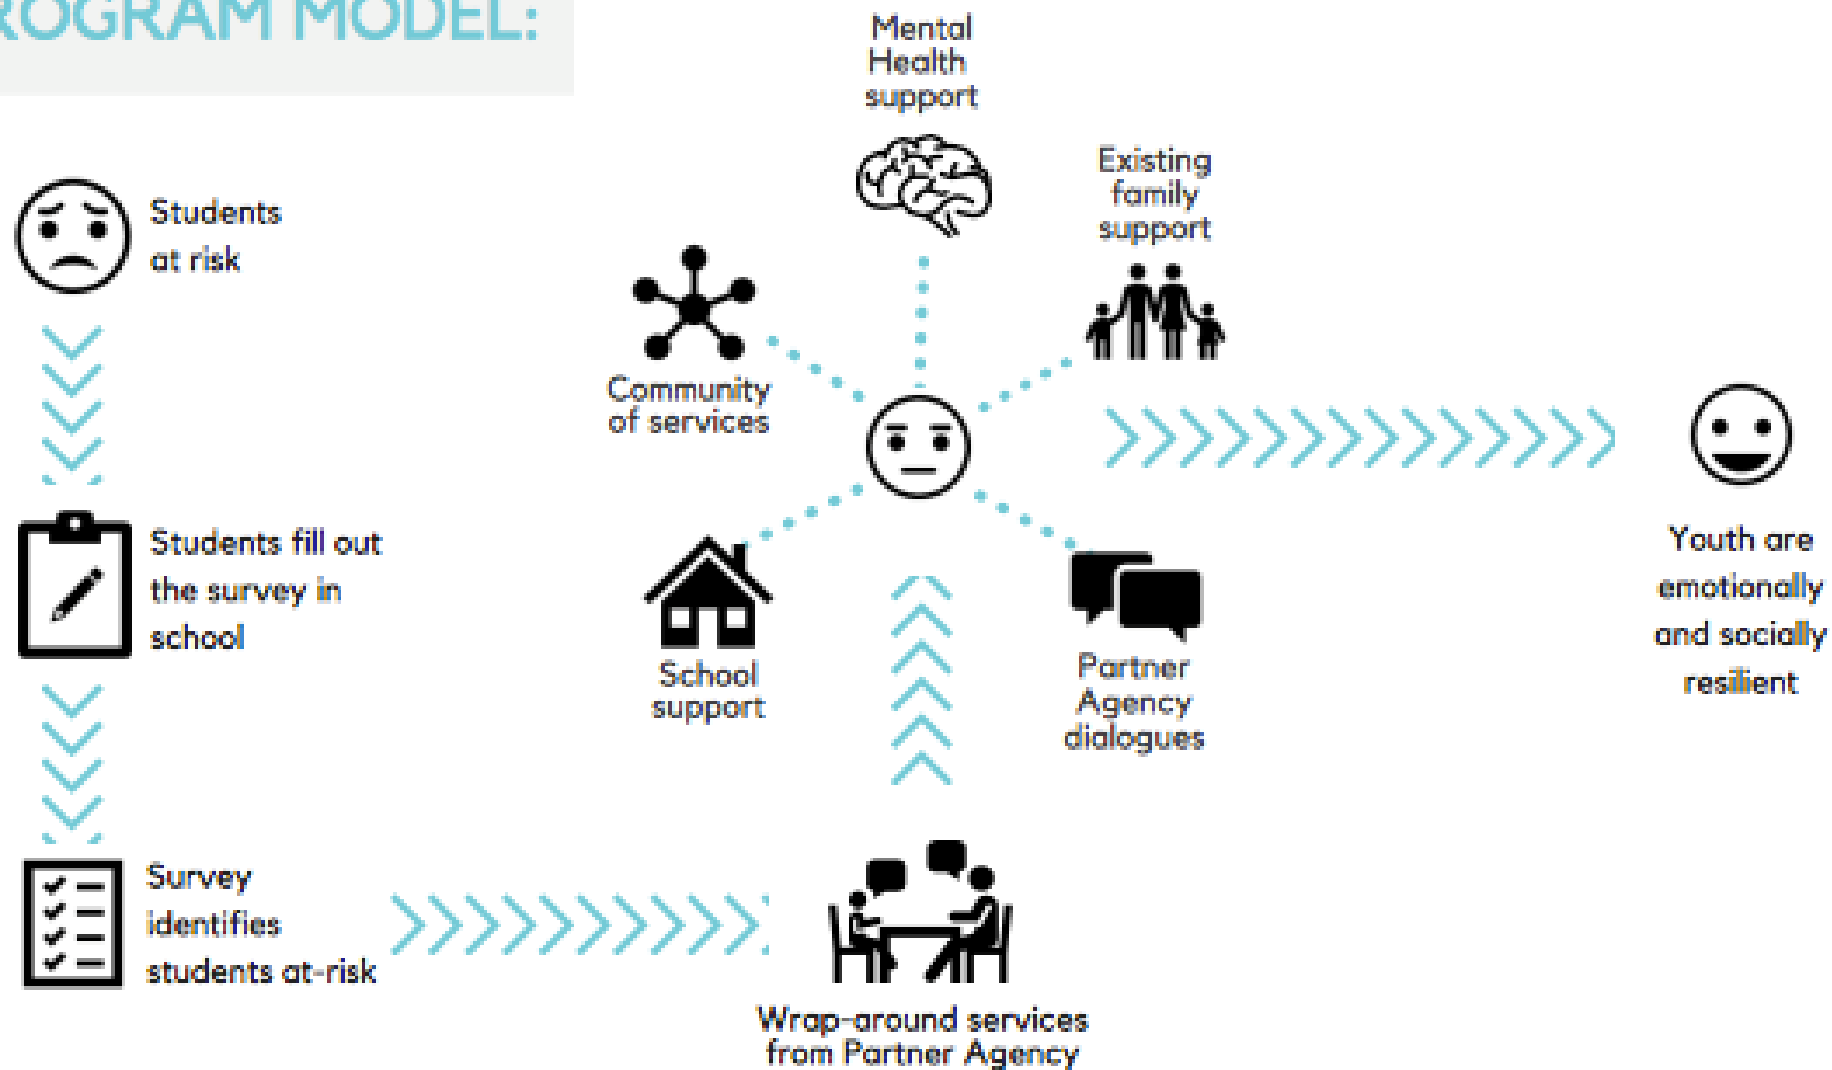 ROGRAM MODEL:
Students
at risk
Students fill out
the survey in
school
Survey
identifies
students at-risk
Wrap-around services
from Partner Agency
Mental
Health
support
Existing
family
support
Community
of services
School
support
Partner
Agency
dialogues
Youth are
emotionally
and socially
resilient